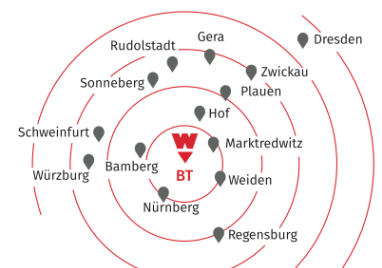 Gera
Dresden
Rudolstadt
Zwickau
Sonneberg
Plauen
Hof
Schweinfurt
W
Marktredwitz
Bamberg
Würzburg
BT
Weiden
Nürnberg
Regensburg